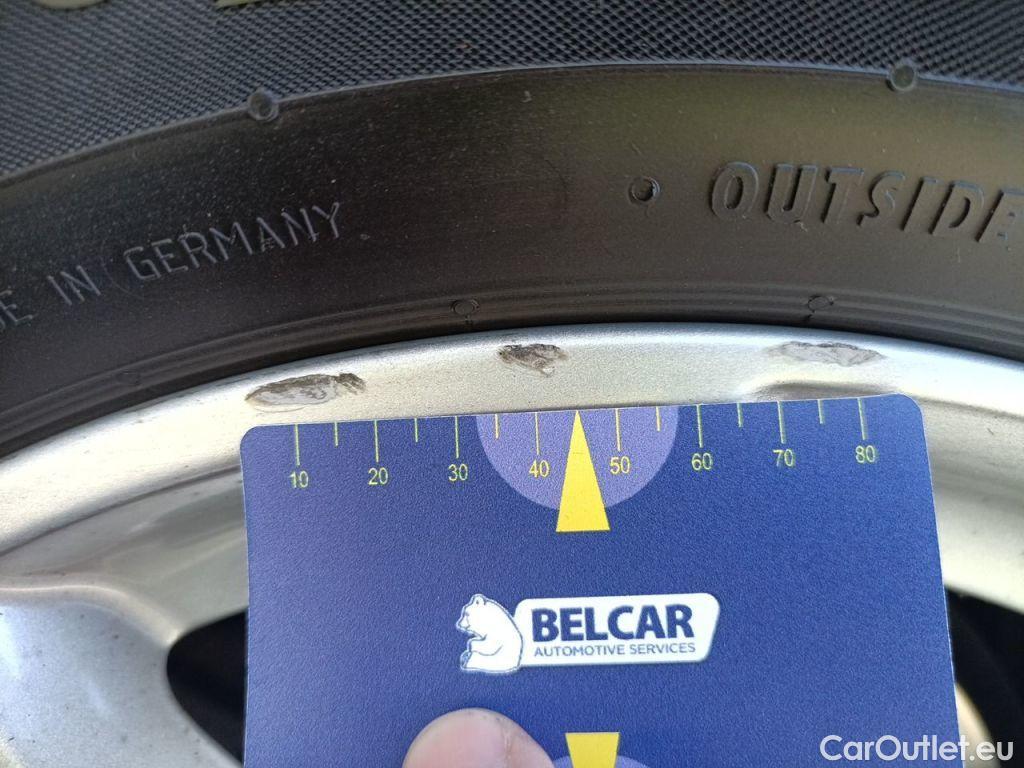 IN GERMANY
OUTSIDE
10 20 30 40 50 60 70 80
BELCAR
AUTOMOTIVE SERVICES
CarOutlet.eu